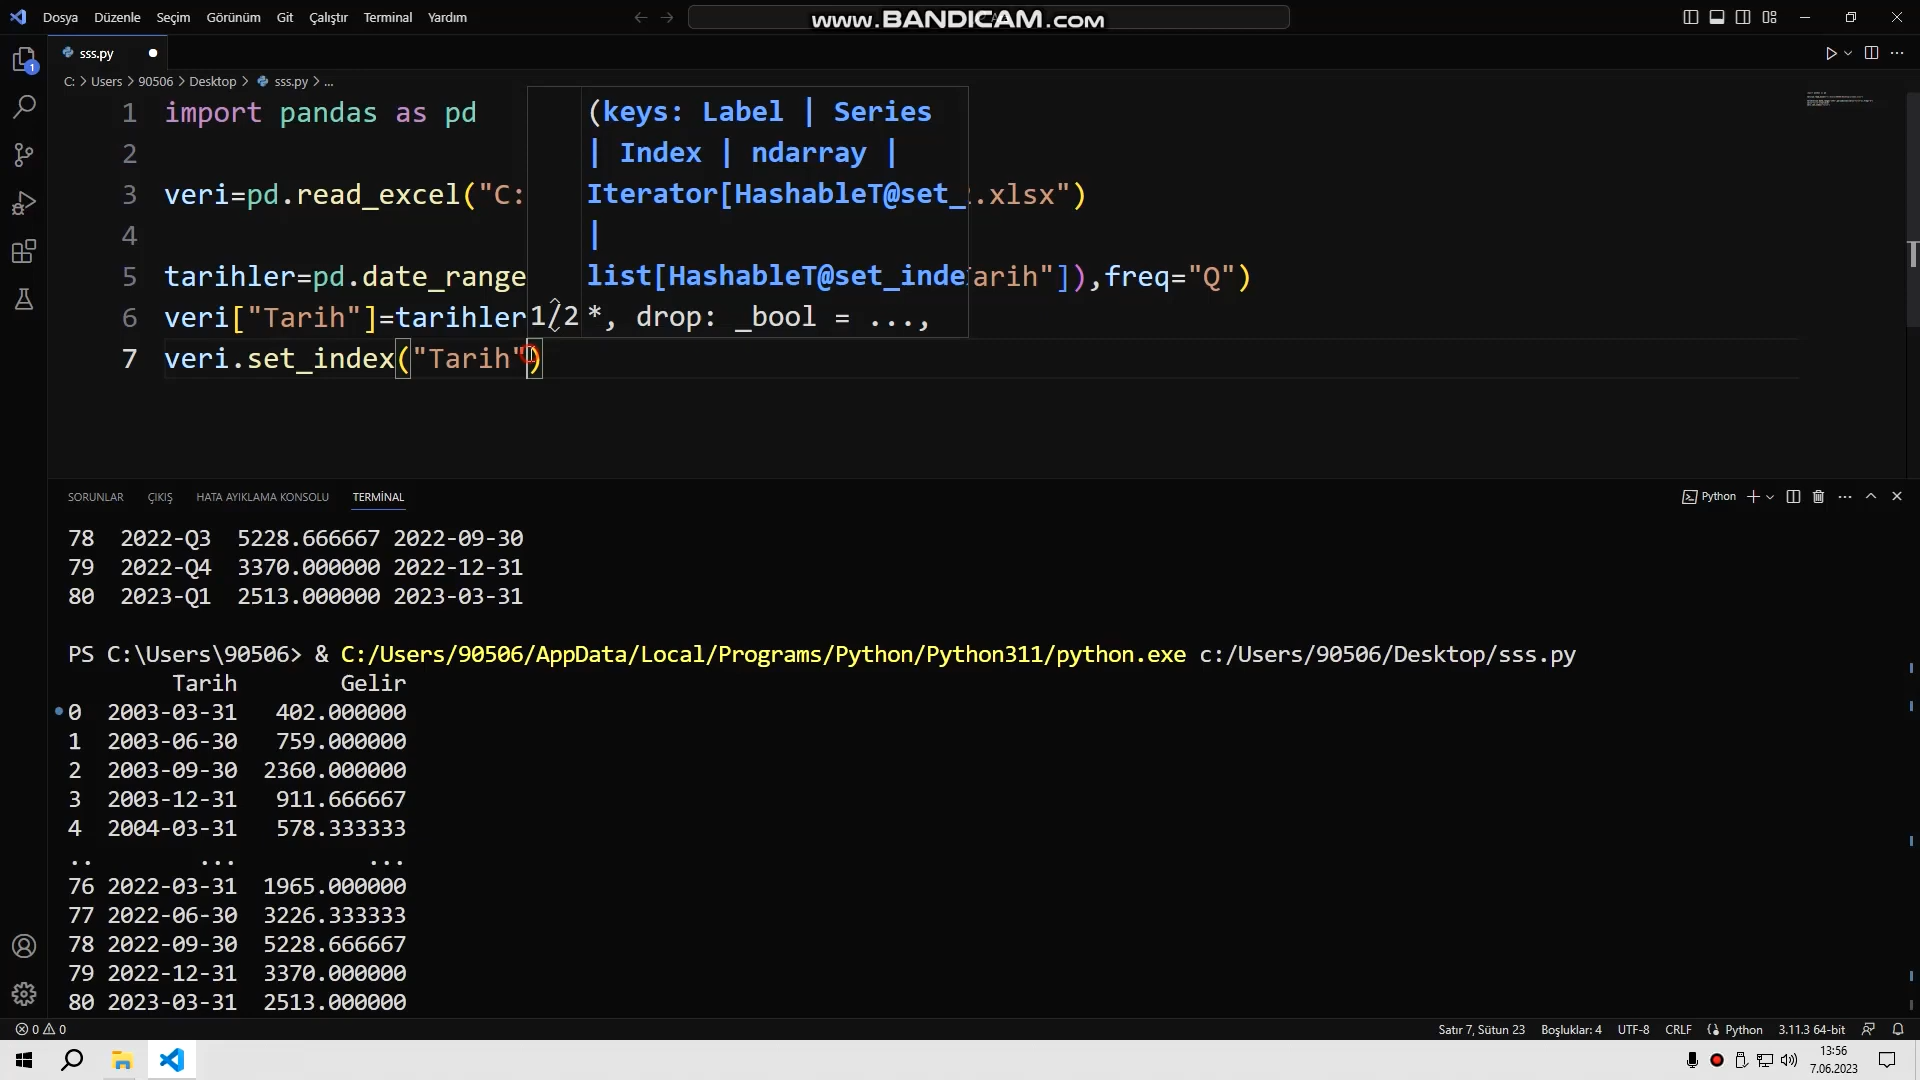 Dosya Düzenle Seçim Görünüm Git Çalıştır Terminal Yardım
www.BANDICAM.com
sss.py
C: > Users > 90506 > Desktop > sss.py > ...
1 import pandas as pd
2
3 veri=pd.read_excel("C: .xlsx")
4
5 tarihler=pd.date_range arih"]),freq="Q")
6 veri["Tarih"]=tarihler
7 veri.set_index("Tarih")
(keys: Label | Series
| Index | ndarray |
Iterator[HashableT@set_
|
list[HashableT@set_inde
1/2 *, drop: _bool = ...,
SORUNLAR ÇIKIŞ HATA AYIKLAMA KONSOLU TERMİNAL
Python
78 2022-Q3 5228.666667 2022-09-30
79 2022-Q4 3370.000000 2022-12-31
80 2023-Q1 2513.000000 2023-03-31
PS C:\Users\90506> & C:/Users/90506/AppData/Local/Programs/Python/Python311/python.exe c:/Users/90506/Desktop/sss.py
Tarih Gelir
0 2003-03-31 402.000000
1 2003-06-30 759.000000
2 2003-09-30 2360.000000
3 2003-12-31 911.666667
4 2004-03-31 578.333333
.. ... ...
76 2022-03-31 1965.000000
77 2022-06-30 3226.333333
78 2022-09-30 5228.666667
79 2022-12-31 3370.000000
80 2023-03-31 2513.000000
0 0
Satır 7, Sütun 23 Boşluklar: 4 UTF-8 CRLF Python 3.11.3 64-bit
13:56
7.06.2023